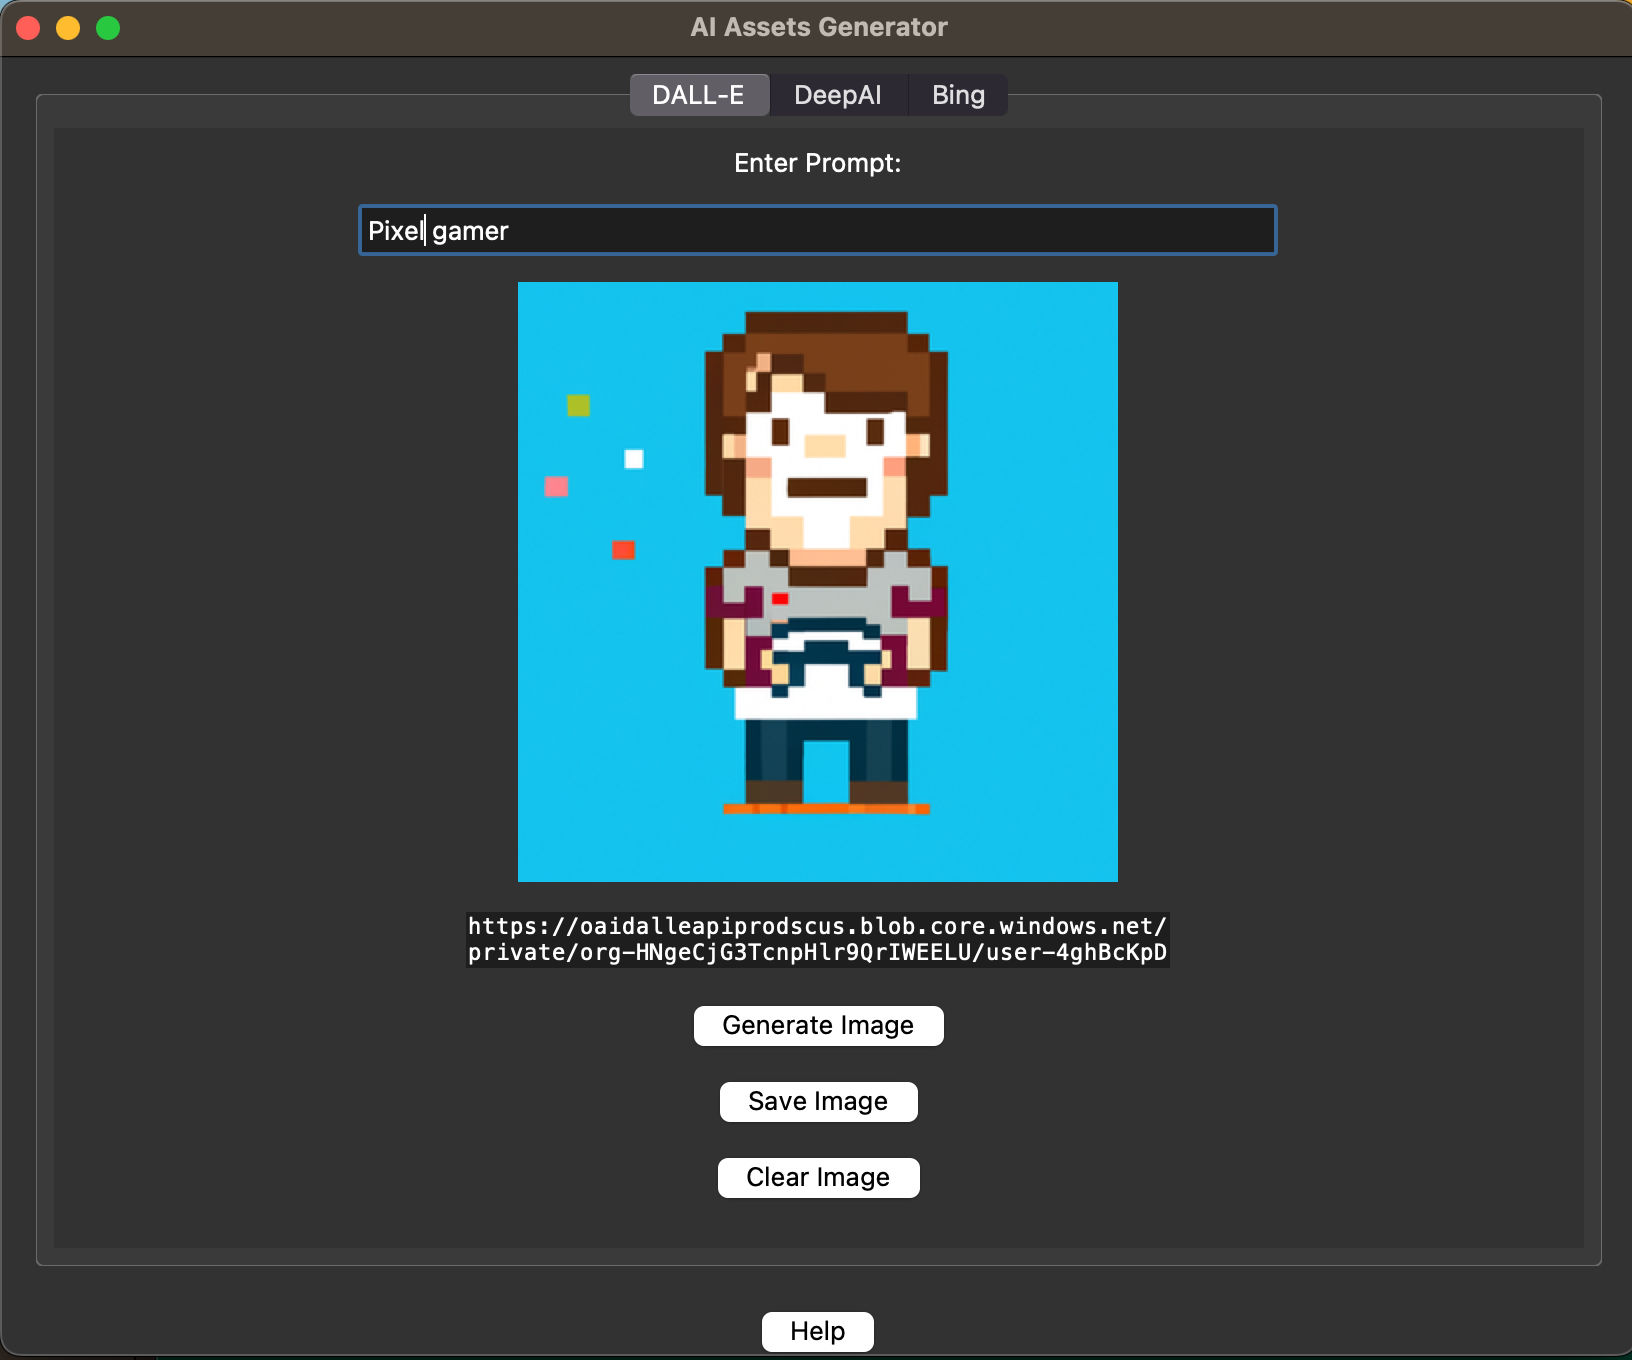 AI Assets Generator
DALL-E DeepAI Bing
Enter Prompt:
Pixel gamer
https://oaidalleapiprodscus.blob.core.windows.net/
private/org-HNgeCjG3TcnpHlr9QrIWEELU/user-4ghBcKpD
Generate Image
Save Image
Clear Image
Help